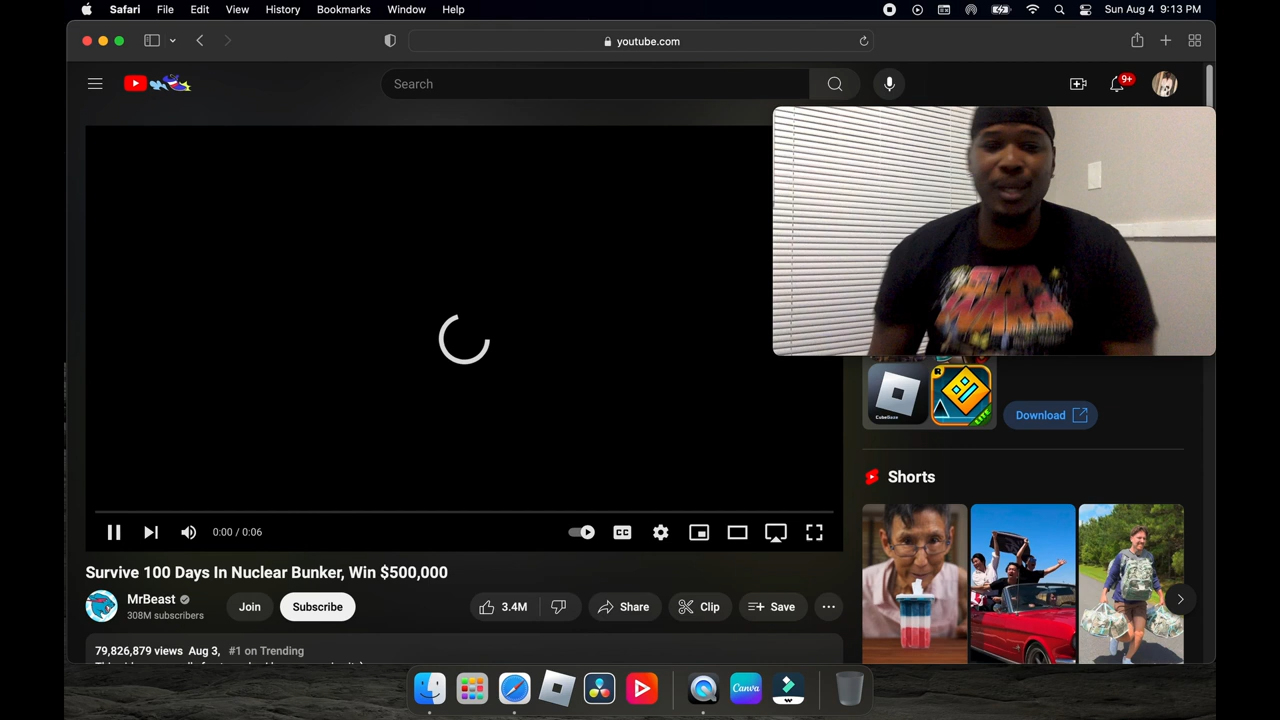 Safari File Edit View History Bookmarks Window Help
Sun Aug 4 9:13 PM
youtube.com
Search
9+
Download
Shorts
0:00 / 0:06
CC
Survive 100 Days In Nuclear Bunker, Win $500,000
MrBeast
308M subscribers
Join
Subscribe
3.4M
Share
Clip
Save
79,826,879 views Aug 3, #1 on Trending
Canva